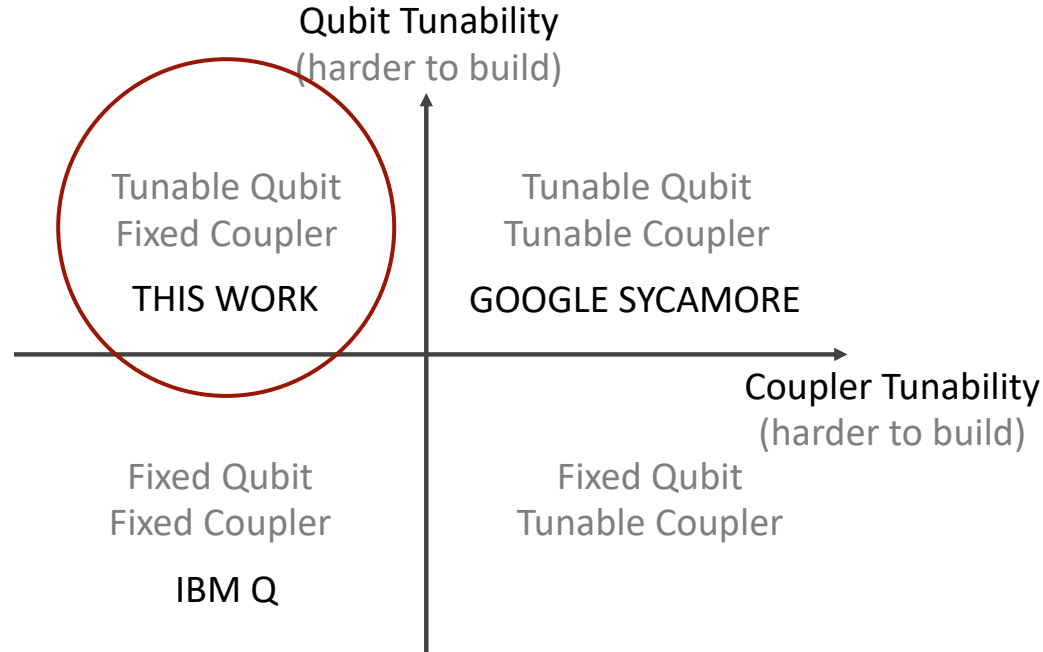 Qubit Tunability
(harder to build)
Tunable Qubit
Fixed Coupler
THIS WORK
Tunable Qubit
Tunable Coupler
GOOGLE SYCAMORE
Coupler Tunability
(harder to build)
Fixed Qubit
Fixed Coupler
IBM Q
Fixed Qubit
Tunable Coupler